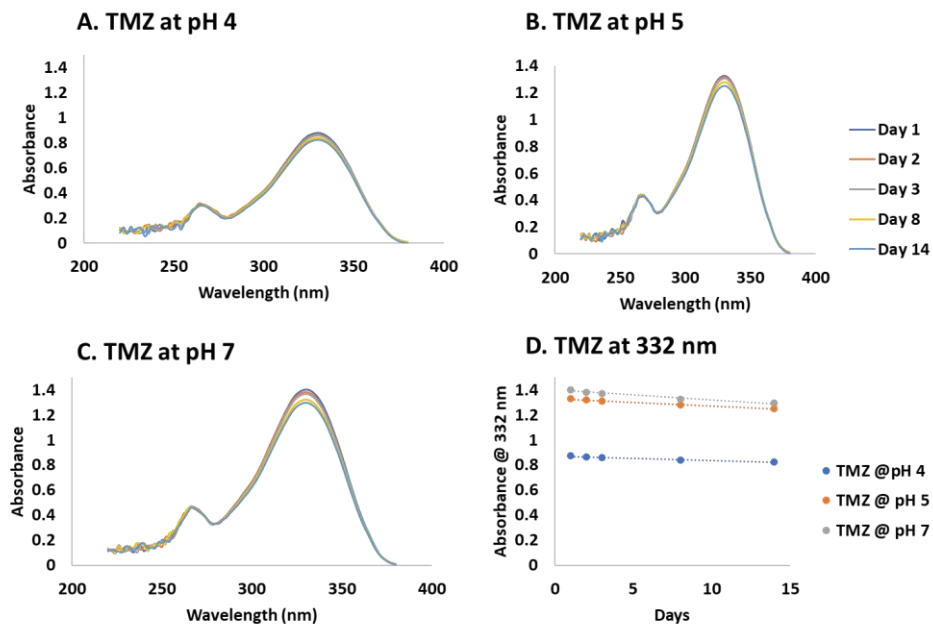 A. TMZ at pH 4
1.4
1.2
1
0.8
0.6
0.4
0.2
0
Absorbance
200 250 300 350 400
Wavelength (nm)
B. TMZ at pH 5
1.4
1.2
1
0.8
0.6
0.4
0.2
0
Absorbance
200 250 300 350 400
Wavelength (nm)
Day 1
Day 2
Day 3
Day 8
Day 14
C. TMZ at pH 7
1.4
1.2
1
0.8
0.6
0.4
0.2
0
Absorbance
200 250 300 350 400
Wavelength (nm)
D. TMZ at 332 nm
1.4
1.2
1
0.8
0.6
0.4
0.2
0
Absorbance @ 332 nm
0 5 10 15
Days
TMZ @pH 4
TMZ @ pH 5
TMZ @ pH 7